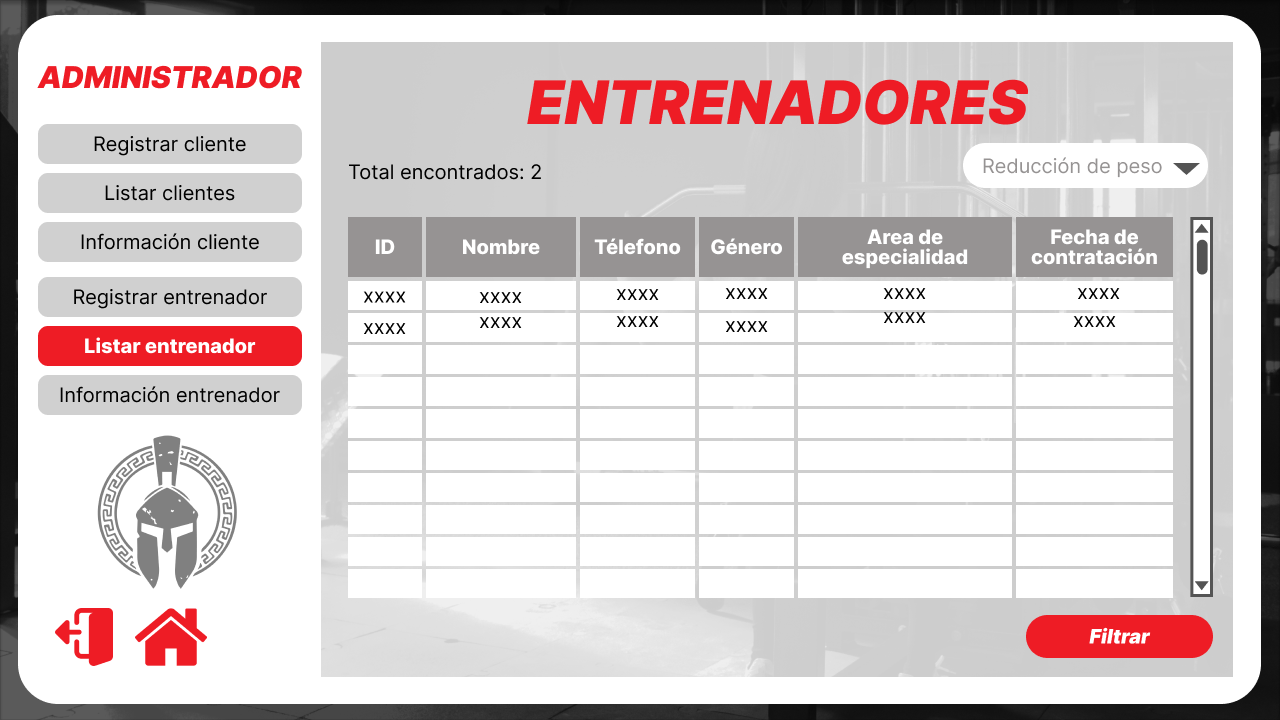 ADMINISTRADOR
Registrar cliente
Listar clientes
Información cliente
Registrar entrenador
Listar entrenador
Información entrenador
ENTRENADORES
Total encontrados: 2
Reducción de peso
ID Nombre Télefono Género Area de especialidad Fecha de contratación
xxxx xxxx xxxx xxxx xxxx xxxx
xxxx xxxx xxxx xxxx xxxx xxxx
Filtrar